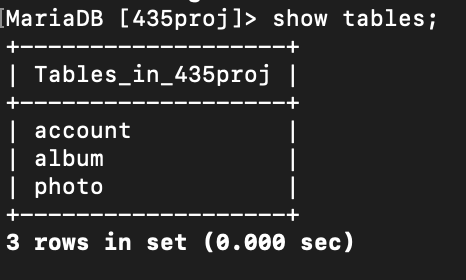 [MariaDB [435proj]> show tables;
+------------------+
| Tables_in_435proj |
+------------------+
| account |
| album |
| photo |
+------------------+
3 rows in set (0.000 sec)